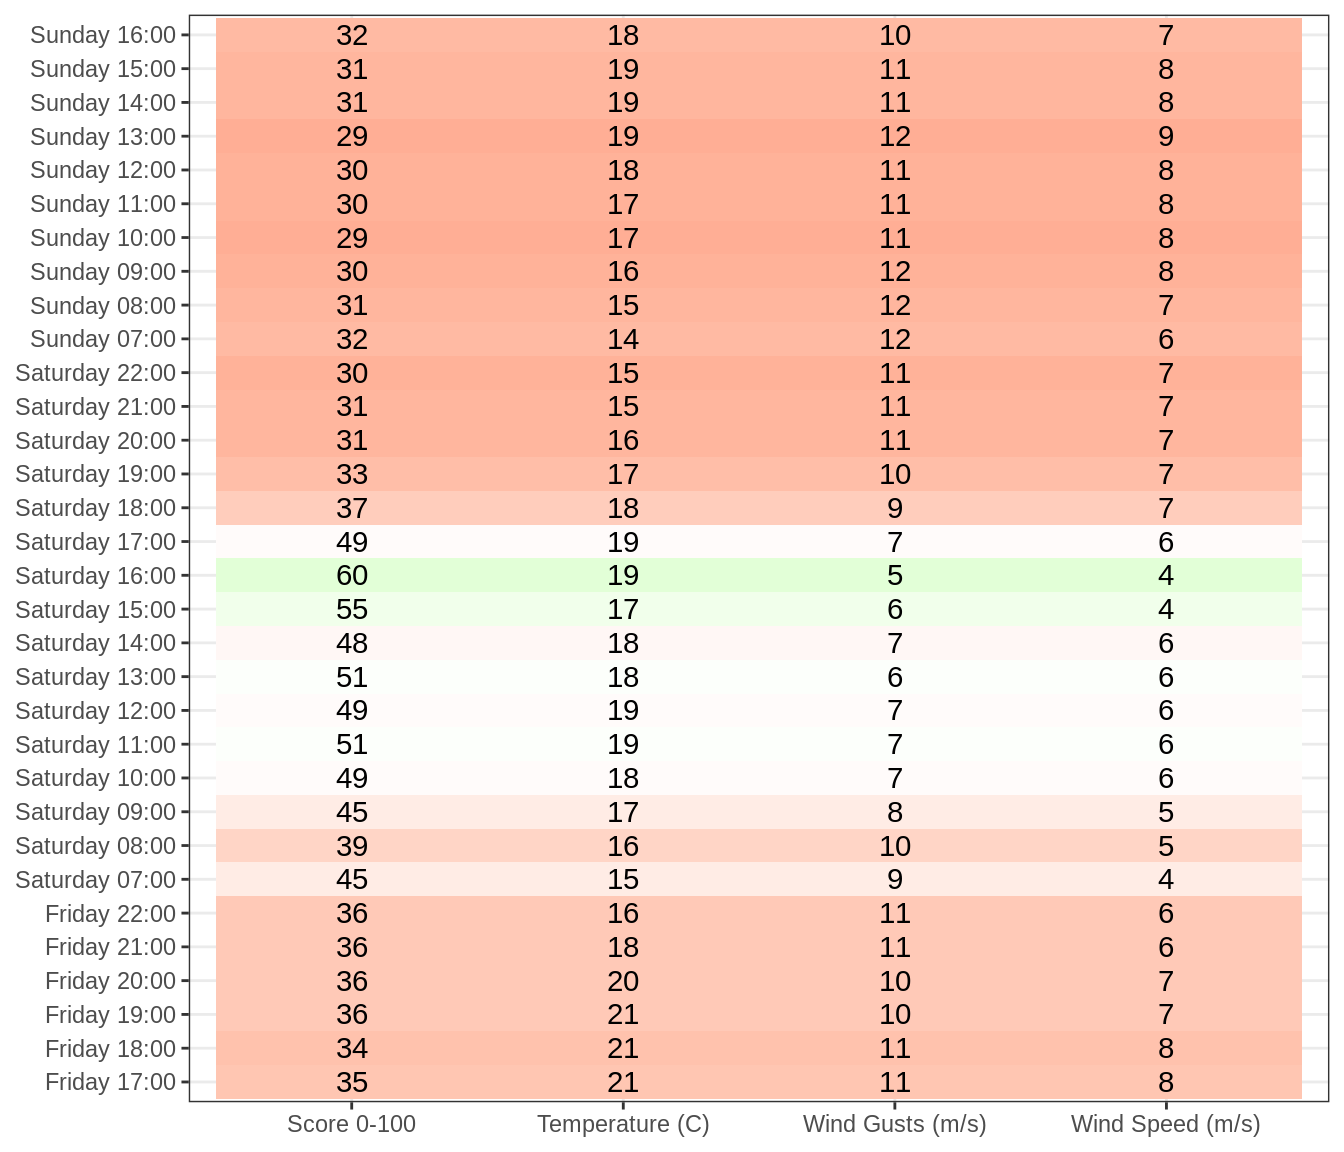 Sunday 16:00 32 18 10 7
Sunday 15:00 31 19 11 8
Sunday 14:00 31 19 11 8
Sunday 13:00 29 19 12 9
Sunday 12:00 30 18 11 8
Sunday 11:00 30 17 11 8
Sunday 10:00 29 17 11 8
Sunday 09:00 30 16 12 8
Sunday 08:00 31 15 12 7
Sunday 07:00 32 14 12 6
Saturday 22:00 30 15 11 7
Saturday 21:00 31 15 11 7
Saturday 20:00 31 16 11 7
Saturday 19:00 33 17 10 7
Saturday 18:00 37 18 9 7
Saturday 17:00 49 19 7 6
Saturday 16:00 60 19 5 4
Saturday 15:00 55 17 6 4
Saturday 14:00 48 18 7 6
Saturday 13:00 51 18 6 6
Saturday 12:00 49 19 7 6
Saturday 11:00 51 19 7 6
Saturday 10:00 49 18 7 6
Saturday 09:00 45 17 8 5
Saturday 08:00 39 16 10 5
Saturday 07:00 45 15 9 4
Friday 22:00 36 16 11 6
Friday 21:00 36 18 11 6
Friday 20:00 36 20 10 7
Friday 19:00 36 21 10 7
Friday 18:00 34 21 11 8
Friday 17:00 35 21 11 8
Score 0-100 Temperature (C) Wind Gusts (m/s) Wind Speed (m/s)